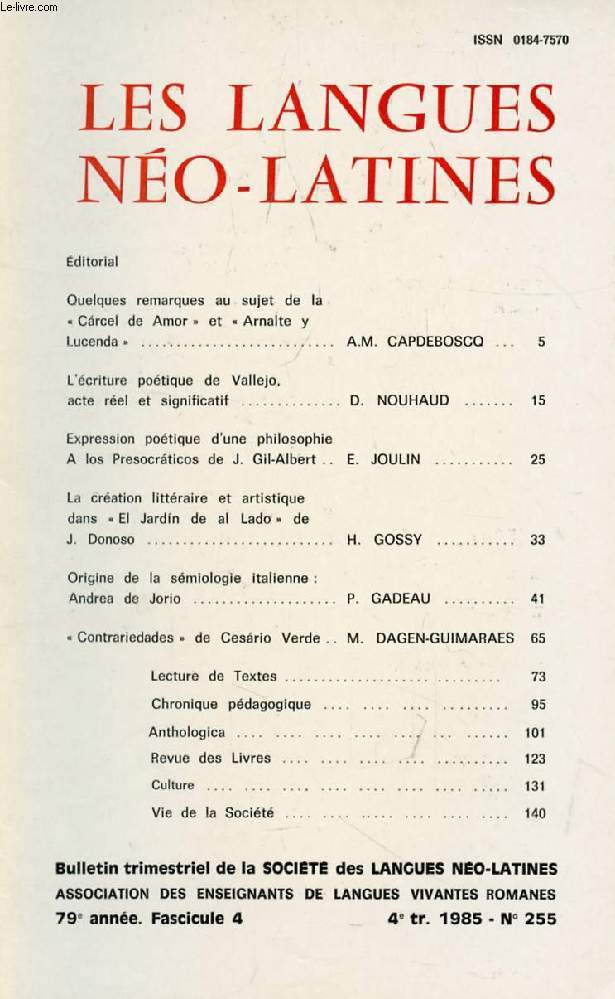 Le-livre.com
ISSN 0184-7570
LES LANGUES
NÉO-LATINES
Éditorial
Quelques remarques au sujet de la
« Cárcel de Amor » et « Arnalte y
Lucenda » .......................... A.M. CAPDEBOSCQ ... 5
L'écriture poétique de Vallejo,
acte réel et significatif .............. D. NOUHAUD ....... 15
Expression poétique d'une philosophie
A los Presocráticos de J. Gil-Albert .. E. JOULIN ........... 25
La création littéraire et artistique
dans « El Jardín de al Lado » de
J. Donoso .......................... H. GOSSY ........... 33
Origine de la sémiologie italienne :
Andrea de Jorio .................... P. GADEAU .......... 41
« Contrariedades » de Cesário Verde .. M. DAGEN-GUIMARAES 65
Lecture de Textes .......................... 73
Chronique pédagogique .... .... .... ......... 95
Anthologica .... .... .... .... .... ... ...... 101
Revue des Livres .... .... .... .... .......... 123
Culture .... .... .... .... .... .... .... ..... 131
Vie de la Société .... .... ..... .... .... .... 140
Bulletin trimestriel de la SOCIÉTÉ des LANGUES NÉO-LATINES
ASSOCIATION DES ENSEIGNANTS DE LANGUES VIVANTES ROMANES
79e année. Fascicule 4 4e tr. 1985 - N° 255